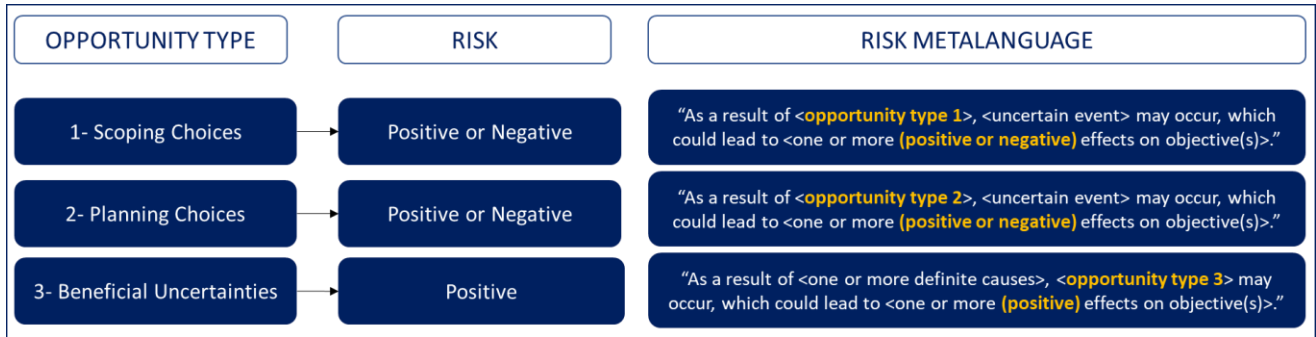 OPPORTUNITY TYPE
RISK
RISK METALANGUAGE
1- Scoping Choices
Positive or Negative
“As a result of <opportunity type 1>, <uncertain event> may occur, which
could lead to <one or more (positive or negative) effects on objective(s)>.”
2- Planning Choices
Positive or Negative
“As a result of <opportunity type 2>, <uncertain event> may occur, which
could lead to <one or more (positive or negative) effects on objective(s)>.”
3- Beneficial Uncertainties
Positive
“As a result of <one or more definite causes>, <opportunity type 3> may
occur, which could lead to <one or more (positive) effects on objective(s)>.”